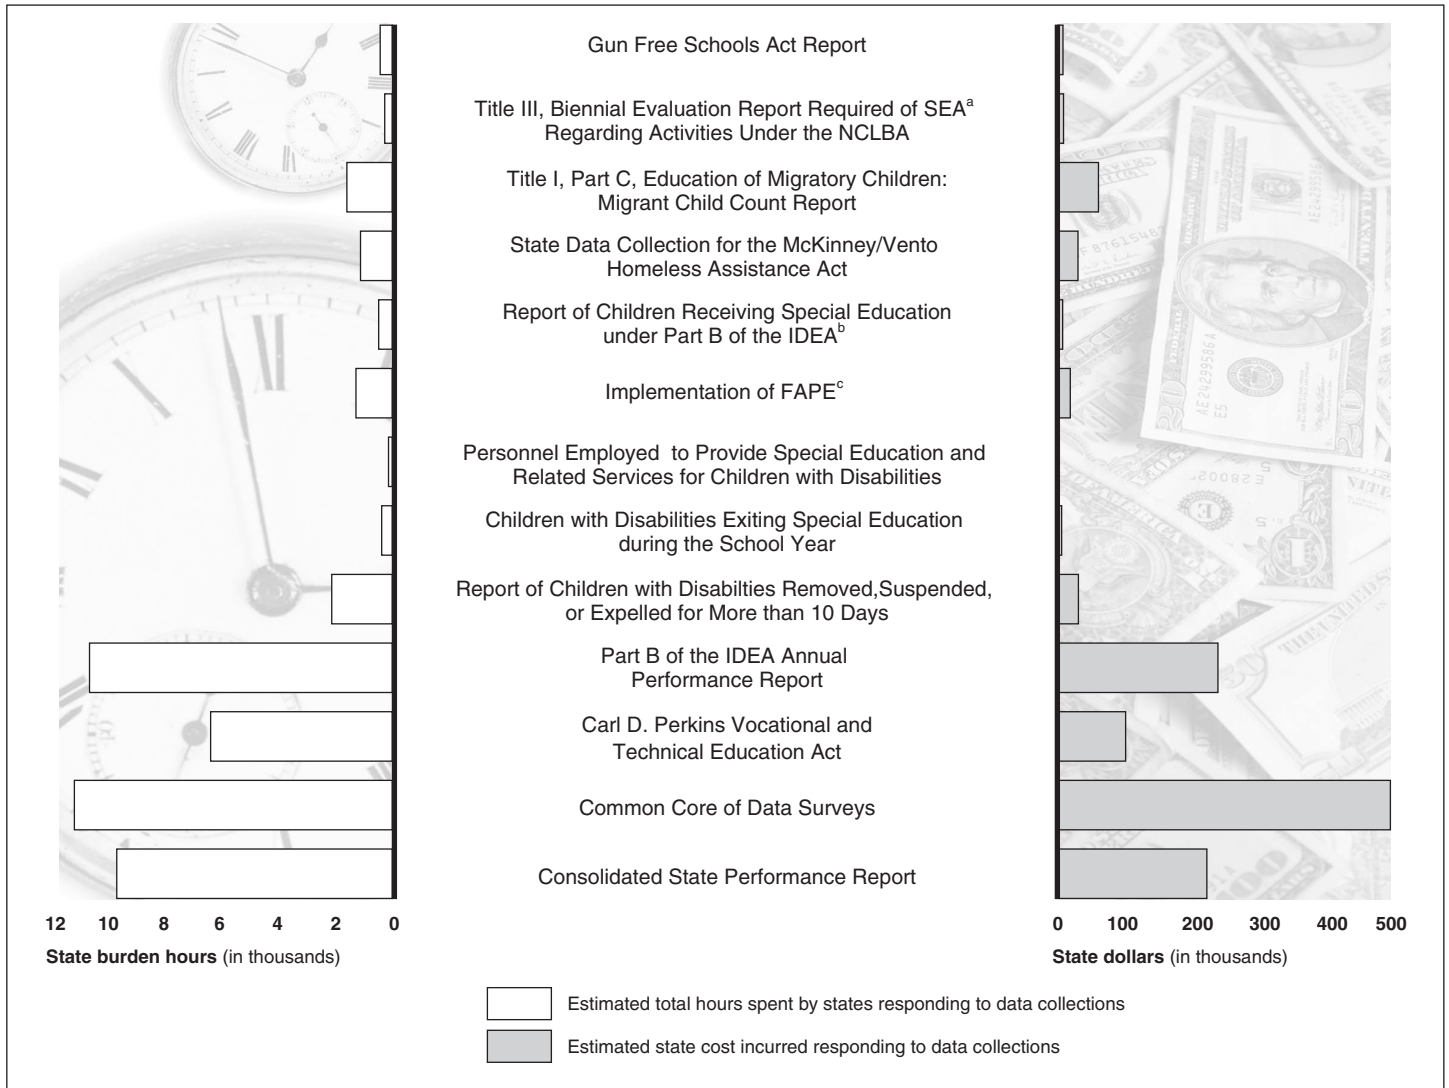 Gun Free Schools Act Report
Title III, Biennial Evaluation Report Required of SEAa
Regarding Activities Under the NCLBA
Title I, Part C, Education of Migratory Children:
Migrant Child Count Report
State Data Collection for the McKinney/Vento
Homeless Assistance Act
Report of Children Receiving Special Education
under Part B of the IDEAb
Implementation of FAPEc
Personnel Employed to Provide Special Education and
Related Services for Children with Disabilities
Children with Disabilities Exiting Special Education
during the School Year
Report of Children with Disabilties Removed,Suspended,
or Expelled for More than 10 Days
Part B of the IDEA Annual
Performance Report
Carl D. Perkins Vocational and
Technical Education Act
Common Core of Data Surveys
Consolidated State Performance Report
12 10 8 6 4 2 0
0 100 200 300 400 500
State burden hours (in thousands)
State dollars (in thousands)
Estimated total hours spent by states responding to data collections
Estimated state cost incurred responding to data collections